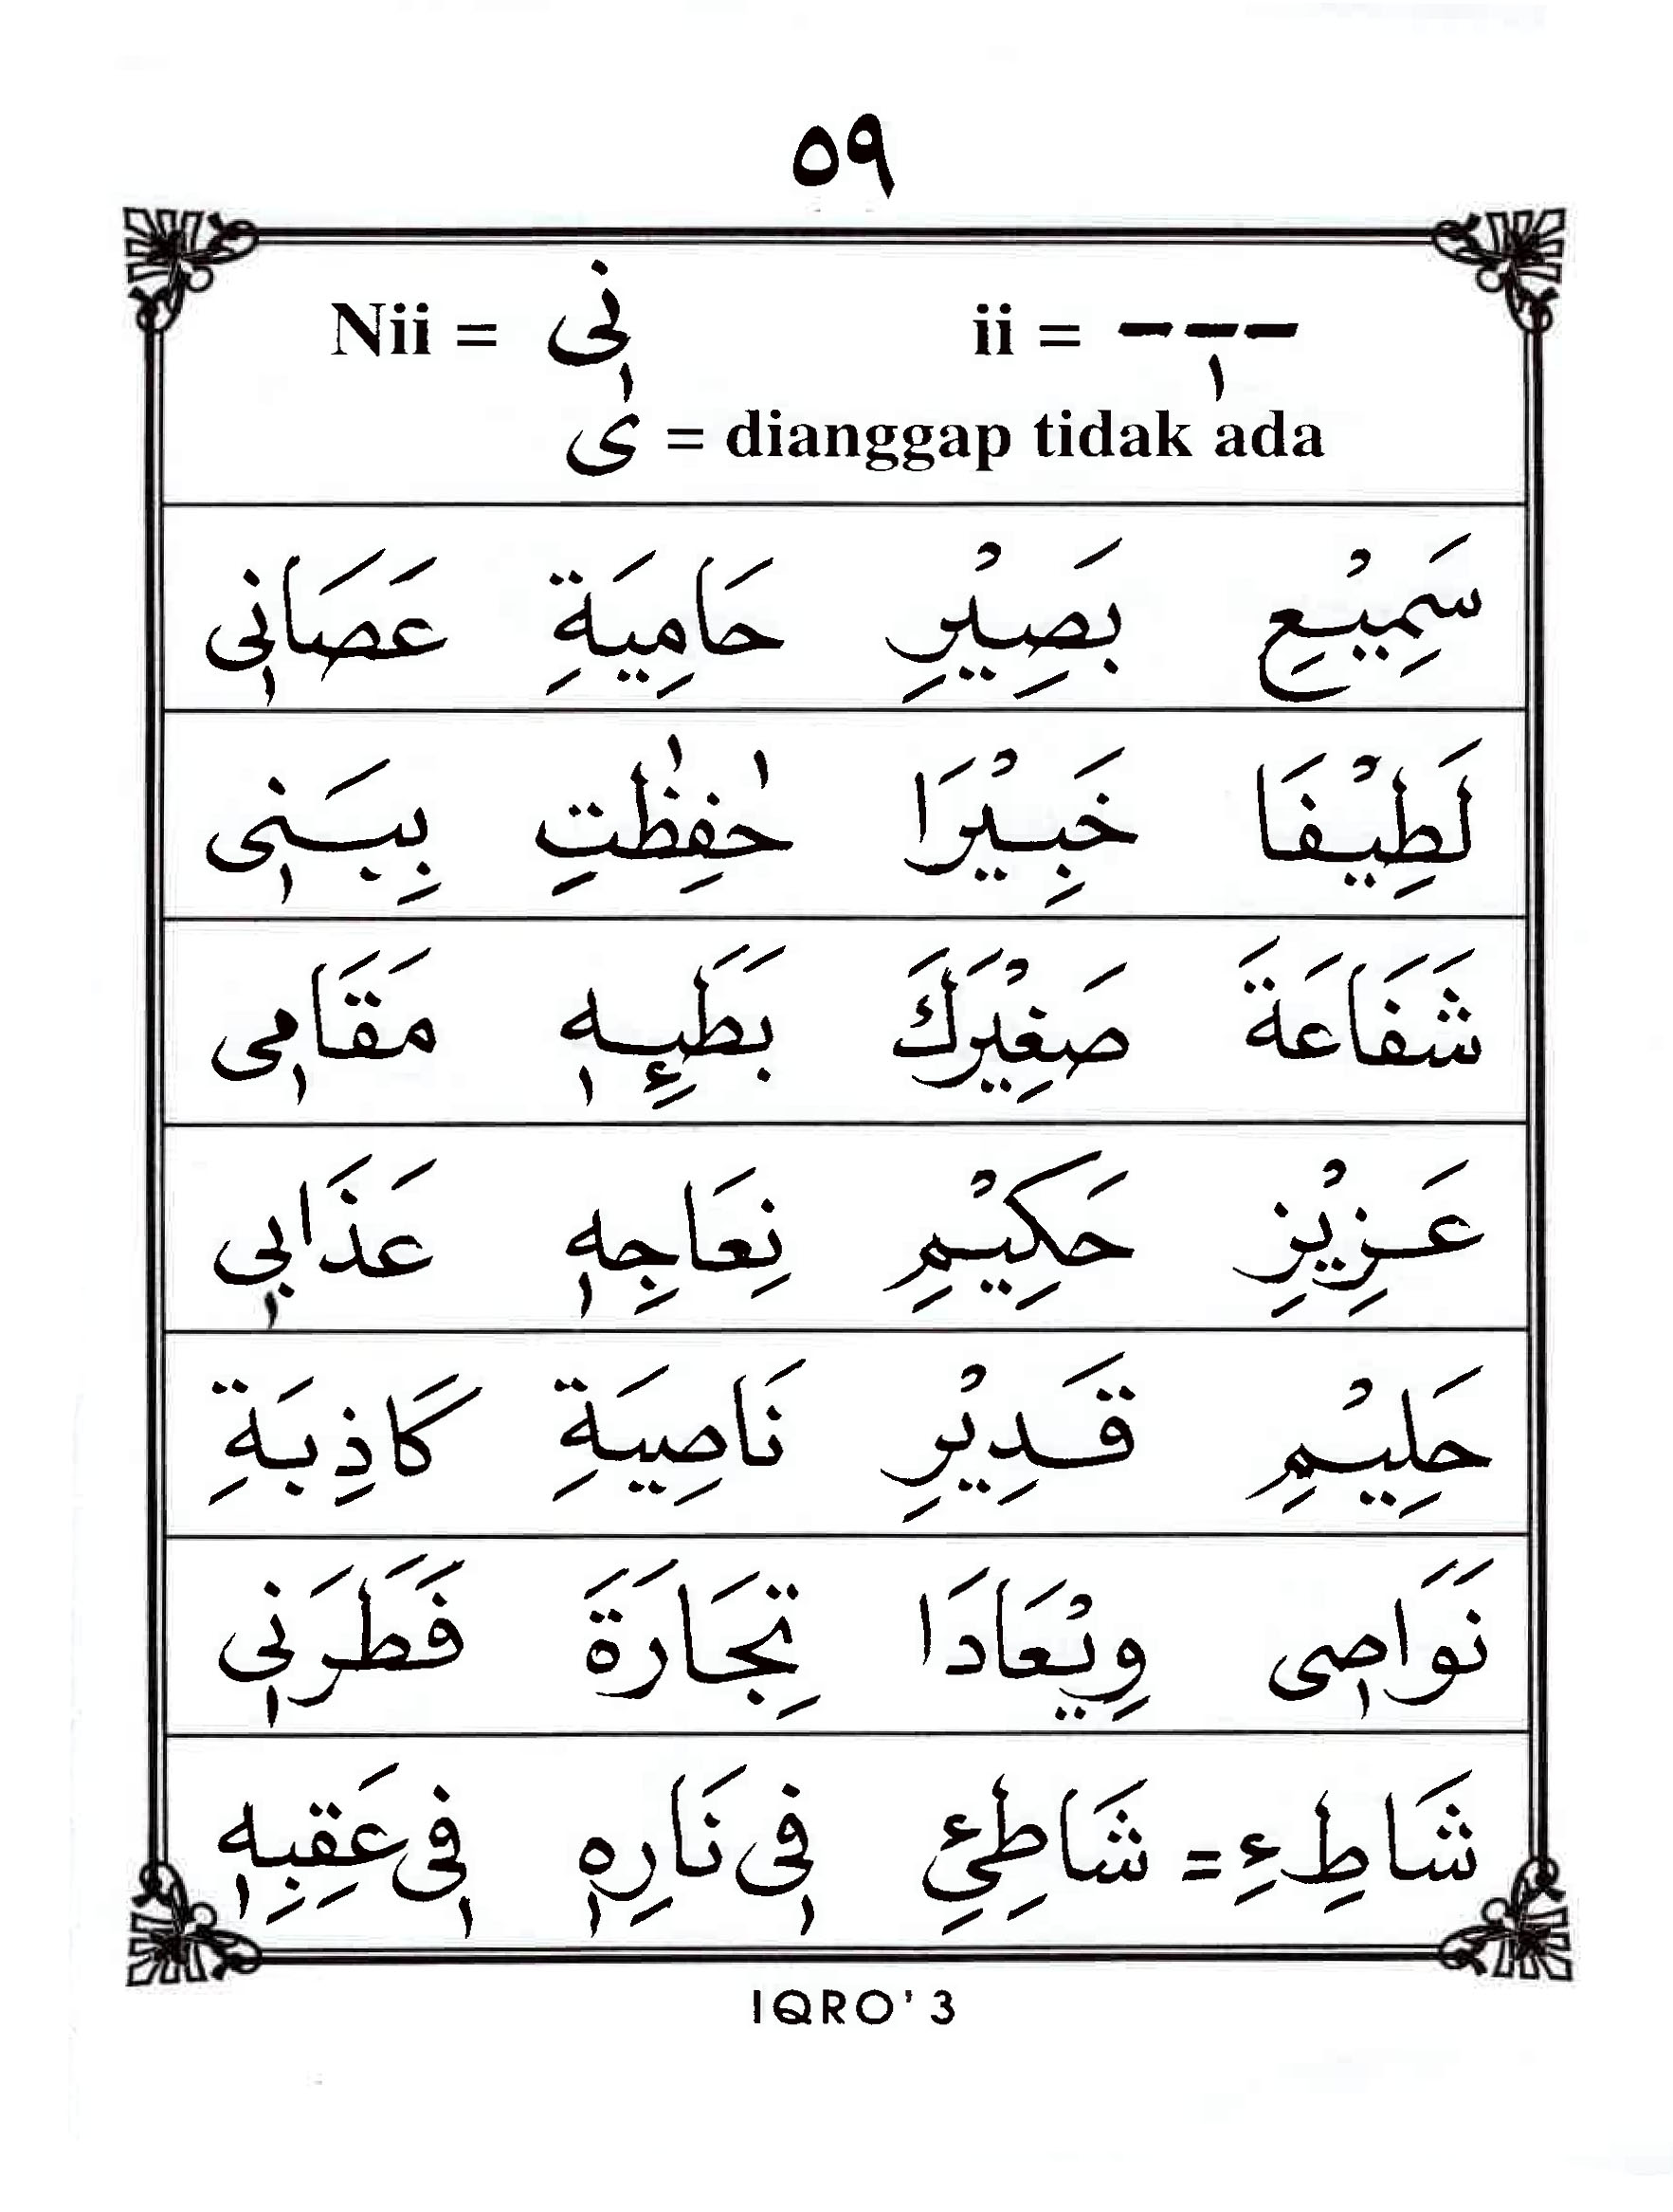 ٥٩
Nii = نٖى ii = ---ٖ
ى = dianggap tidak ada
سَمِيْعِ بَصِيْرِ حَامِيَةِ عَصَانٖى
لَطِيْفَا خَبِيْرَا حٰفِظٰتِ بِيَنٖى
شَفَاعَةَ صَغِيْرَكَ بَطَئِهٖ مَقَامٖى
عَزِيْزِ حَكِيْمِ نِعَاجِهٖ عَذَابٖى
حَلِيْمِ قَدِيْرِ نَاصِيَةِ كَاذِبَةِ
نَوَاصٖى وِيْعَادَا تِجَارَةَ فَطَرَنٖى
شَاطِءِ = شَاطِئِ فٖى نَارِهٖ فٖى عَقِبِهٖ
IQRO' 3